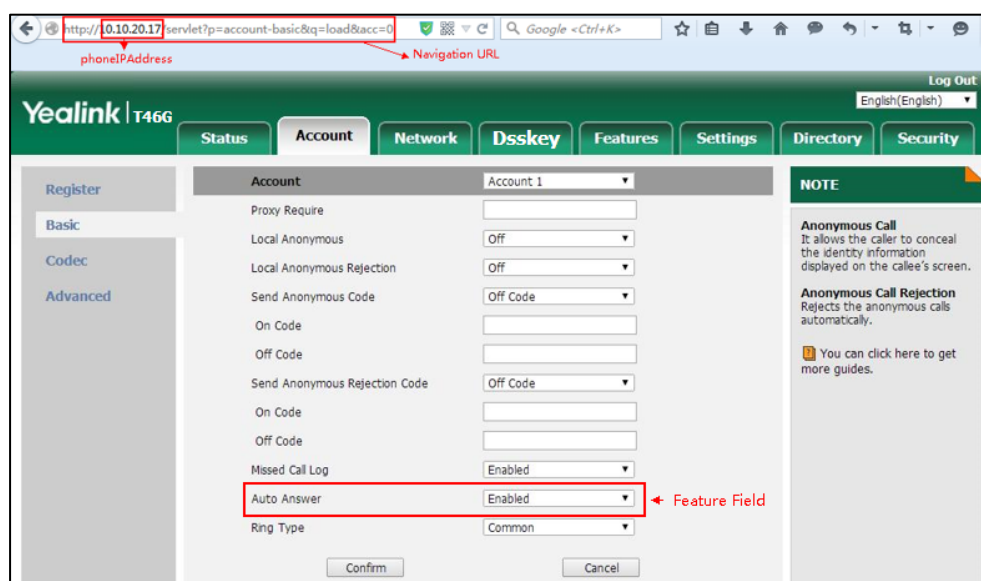 http://10.10.20.17/servlet?p=account-basic&q=load&acc=0
Google <Ctrl+K>
phoneIPAddress
Navigation URL
Log Out
English(English)
Yealink T46G
Status
Account
Network
Dsskey
Features
Settings
Directory
Security
Register
Basic
Codec
Advanced
Account
Account 1
Proxy Require
Local Anonymous
Off
Local Anonymous Rejection
Off
Send Anonymous Code
Off Code
On Code
Off Code
Send Anonymous Rejection Code
Off Code
On Code
Off Code
Missed Call Log
Enabled
Auto Answer
Enabled
Feature Field
Ring Type
Common
Confirm
Cancel
NOTE
Anonymous Call
It allows the caller to conceal
the identity information
displayed on the callee's screen.
Anonymous Call Rejection
Rejects the anonymous calls
automatically.
You can click here to get
more guides.